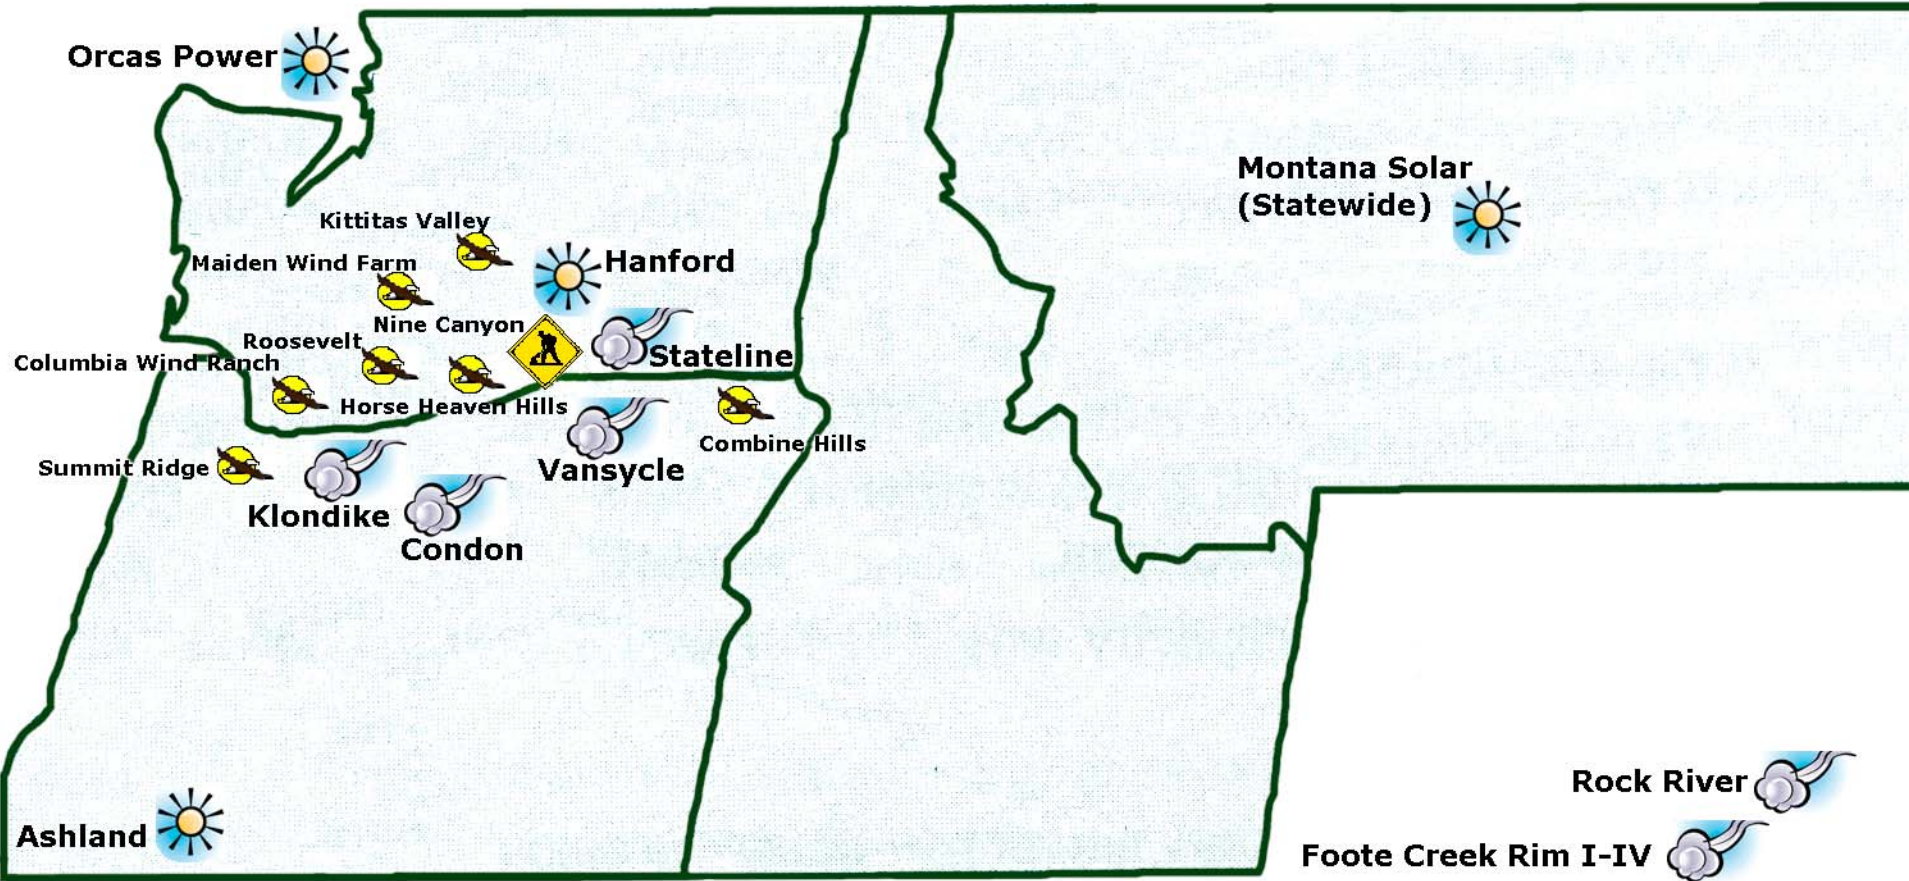 Orcas Power
Montana Solar
(Statewide)
Kittitas Valley
Maiden Wind Farm
Hanford
Nine Canyon
Roosevelt
Stateline
Columbia Wind Ranch
Horse Heaven Hills
Combine Hills
Summit Ridge
Vansycle
Klondike
Condon
Rock River
Ashland
Foote Creek Rim I-IV